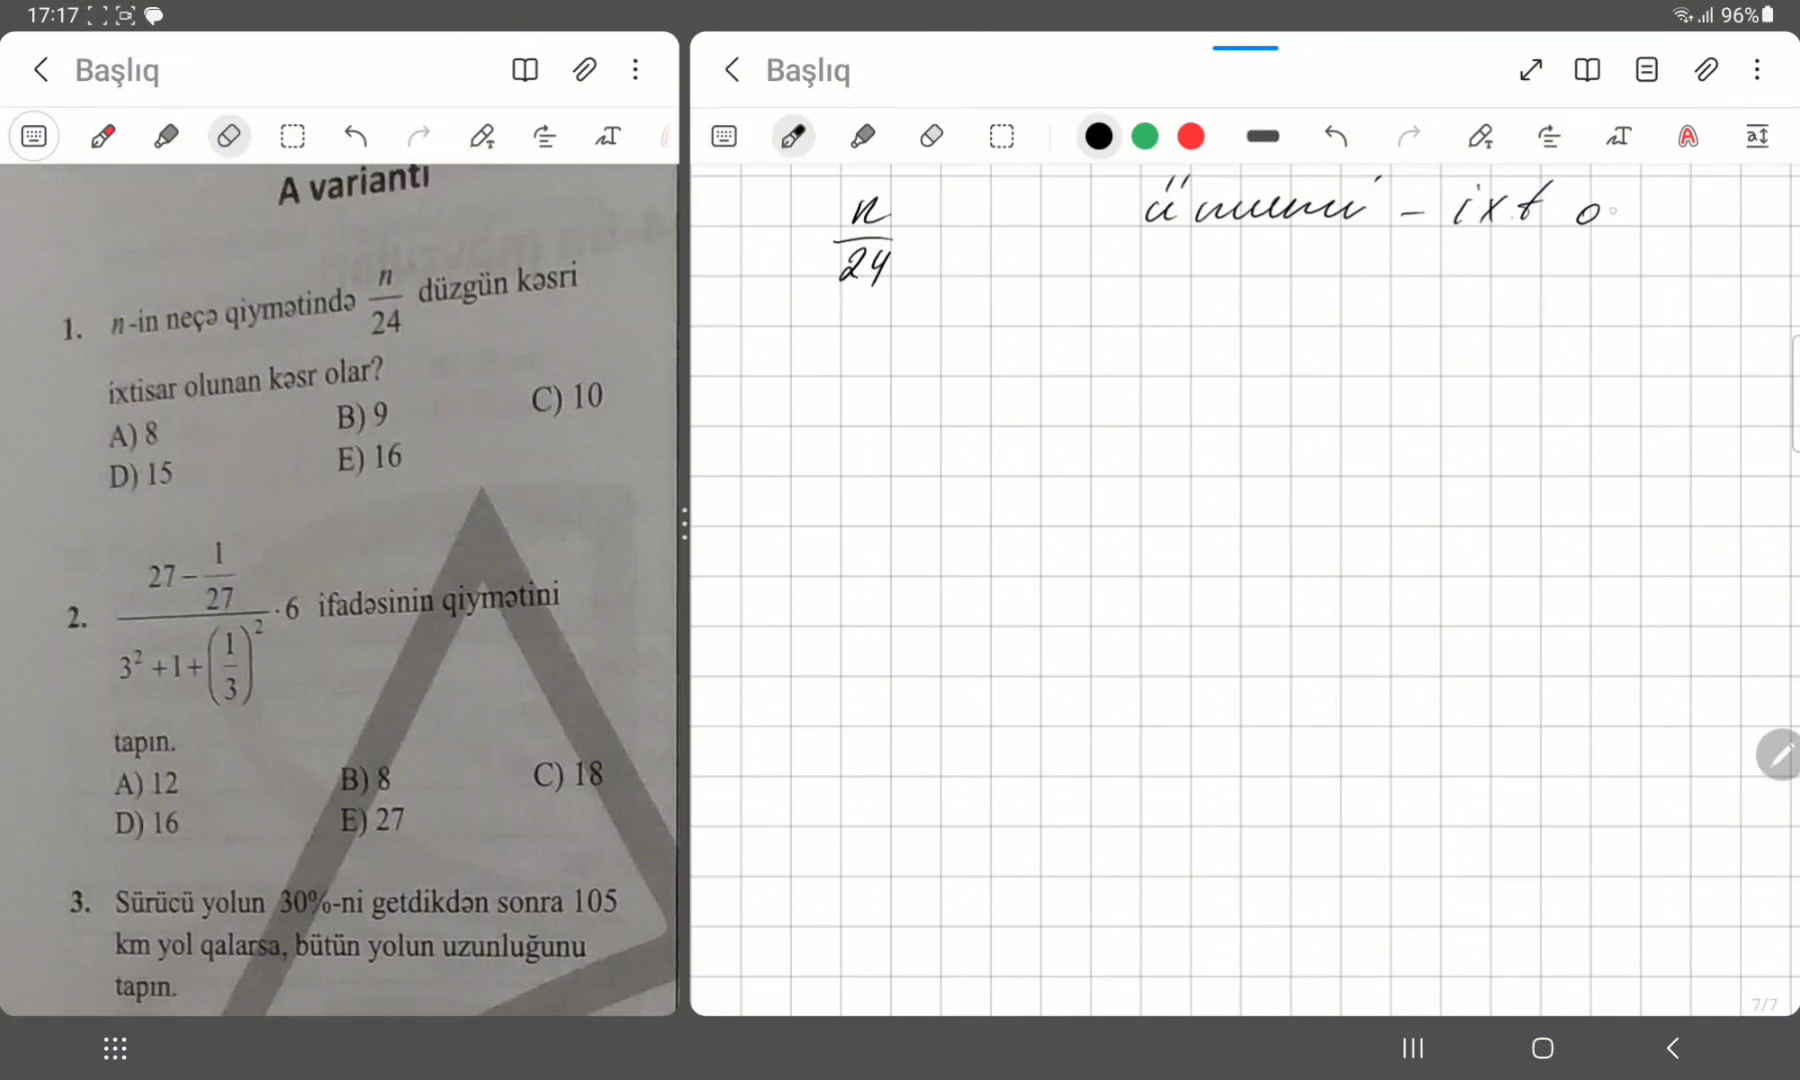 17:17
96%
Başlıq
Başlıq
A variantı
1. n-in neçə qiymətində n/24 düzgün kəsri
ixtisar olunan kəsr olar?
A) 8 B) 9 C) 10
D) 15 E) 16
2. (27 − 1/27)/(3² + 1 + (1/3)²) · 6 ifadəsinin qiymətini
tapın.
A) 12 B) 8 C) 18
D) 16 E) 27
3. Sürücü yolun 30%-ni getdikdən sonra 105
km yol qalarsa, bütün yolun uzunluğunu
tapın.
n/24
ümumi - ixt o
7/7